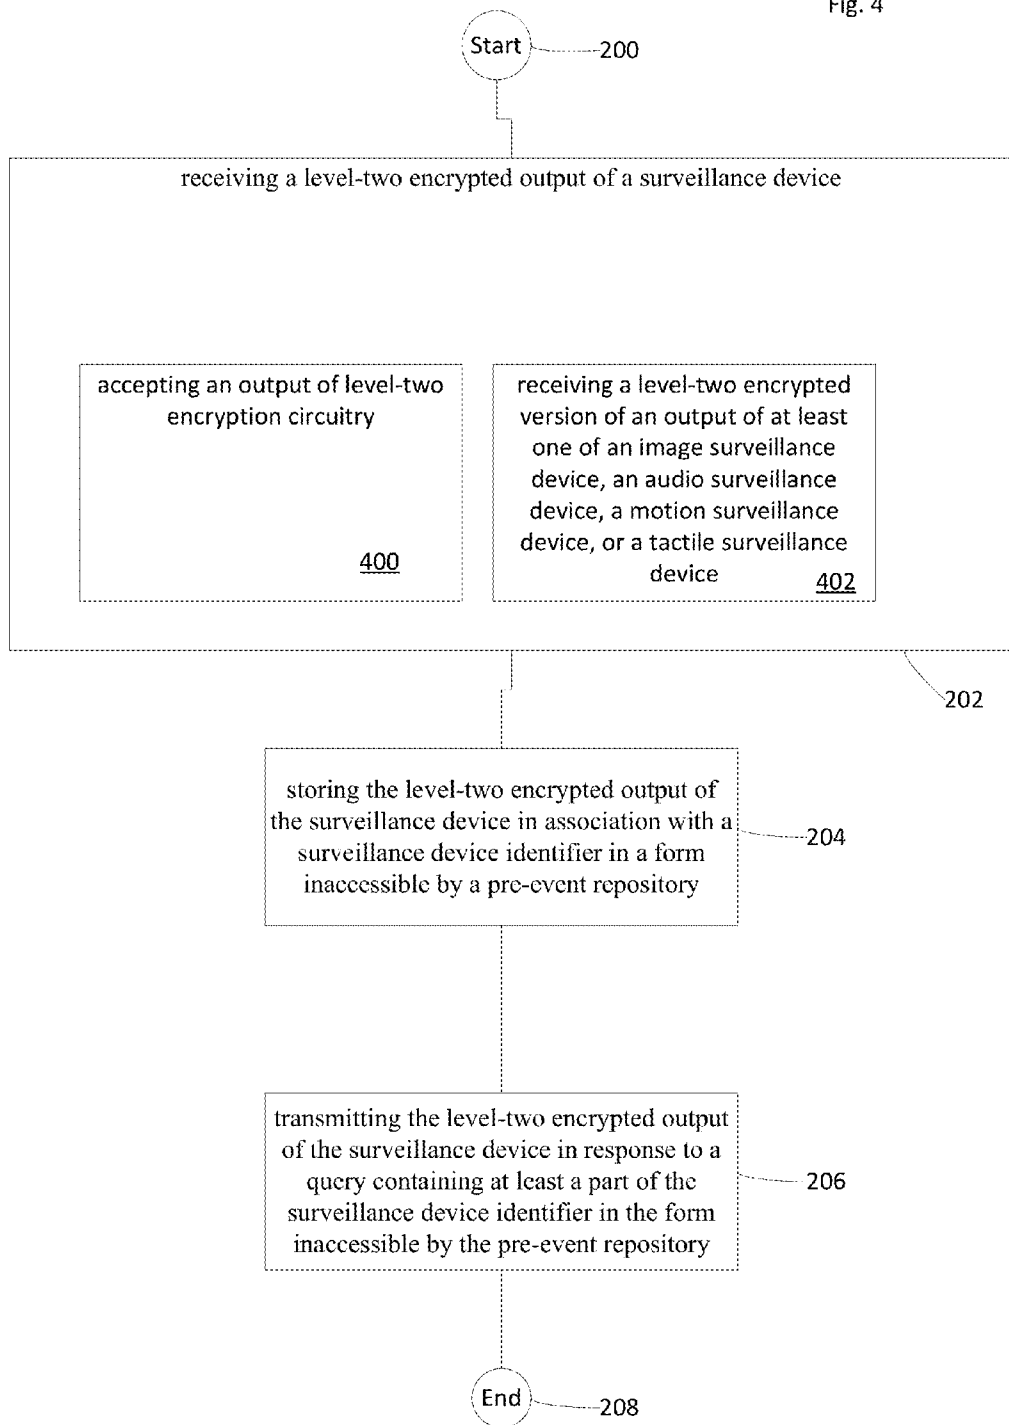 Fig. 4
Start
200
receiving a level-two encrypted output of a surveillance device
accepting an output of level-two
encryption circuitry
400
receiving a level-two encrypted
version of an output of at least
one of an image surveillance
device, an audio surveillance
device, a motion surveillance
device, or a tactile surveillance
device
402
202
storing the level-two encrypted output of
the surveillance device in association with a
surveillance device identifier in a form
inaccessible by a pre-event repository
204
transmitting the level-two encrypted output
of the surveillance device in response to a
query containing at least a part of the
surveillance device identifier in the form
inaccessible by the pre-event repository
206
End
208